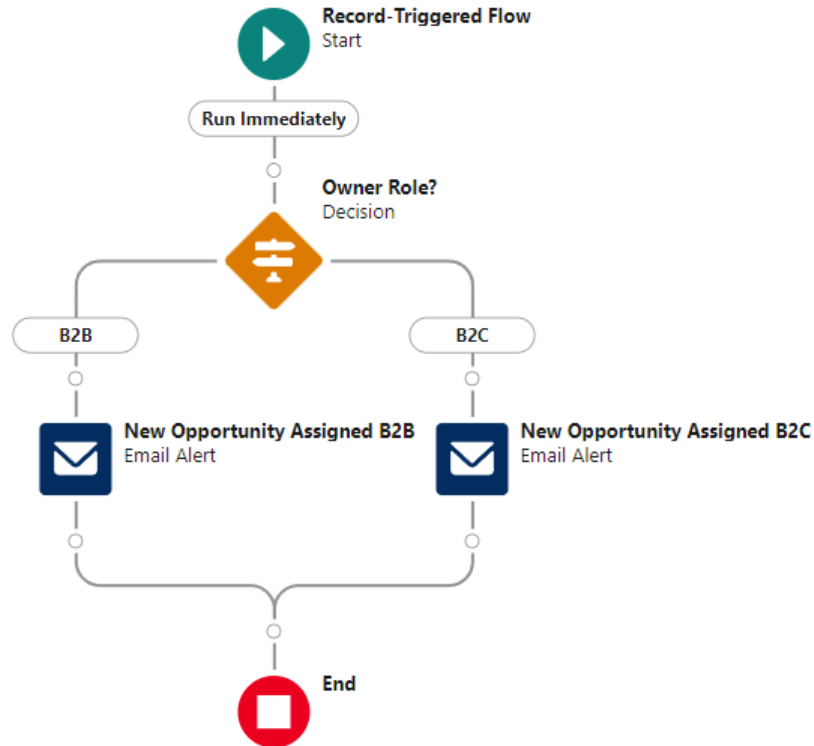 Record-Triggered Flow
Start
Run Immediately
Owner Role?
Decision
B2B
B2C
New Opportunity Assigned B2B
Email Alert
New Opportunity Assigned B2C
Email Alert
End